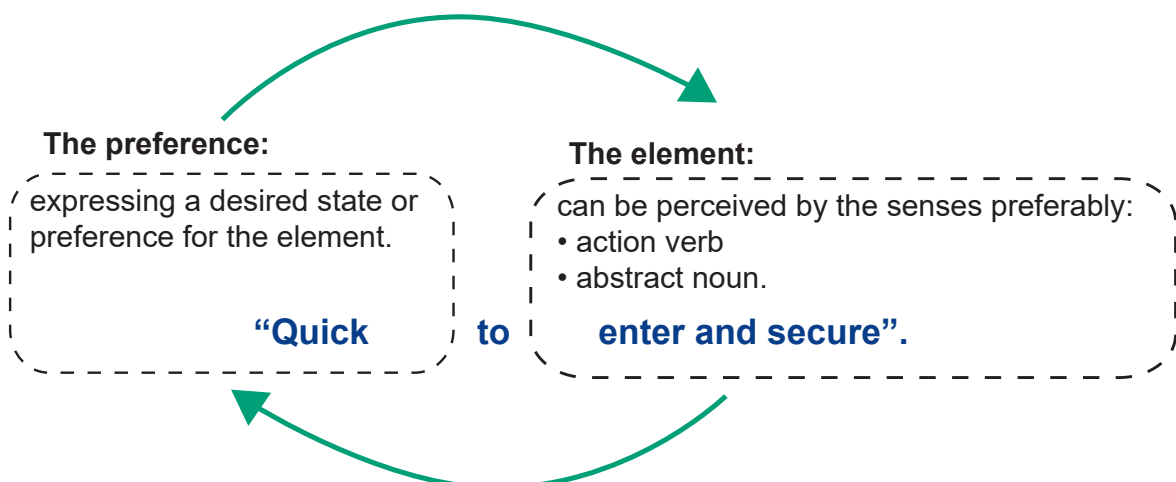 The preference:
expressing a desired state or
preference for the element.
The element:
can be perceived by the senses preferably:
• action verb
• abstract noun.
“Quick to enter and secure”.